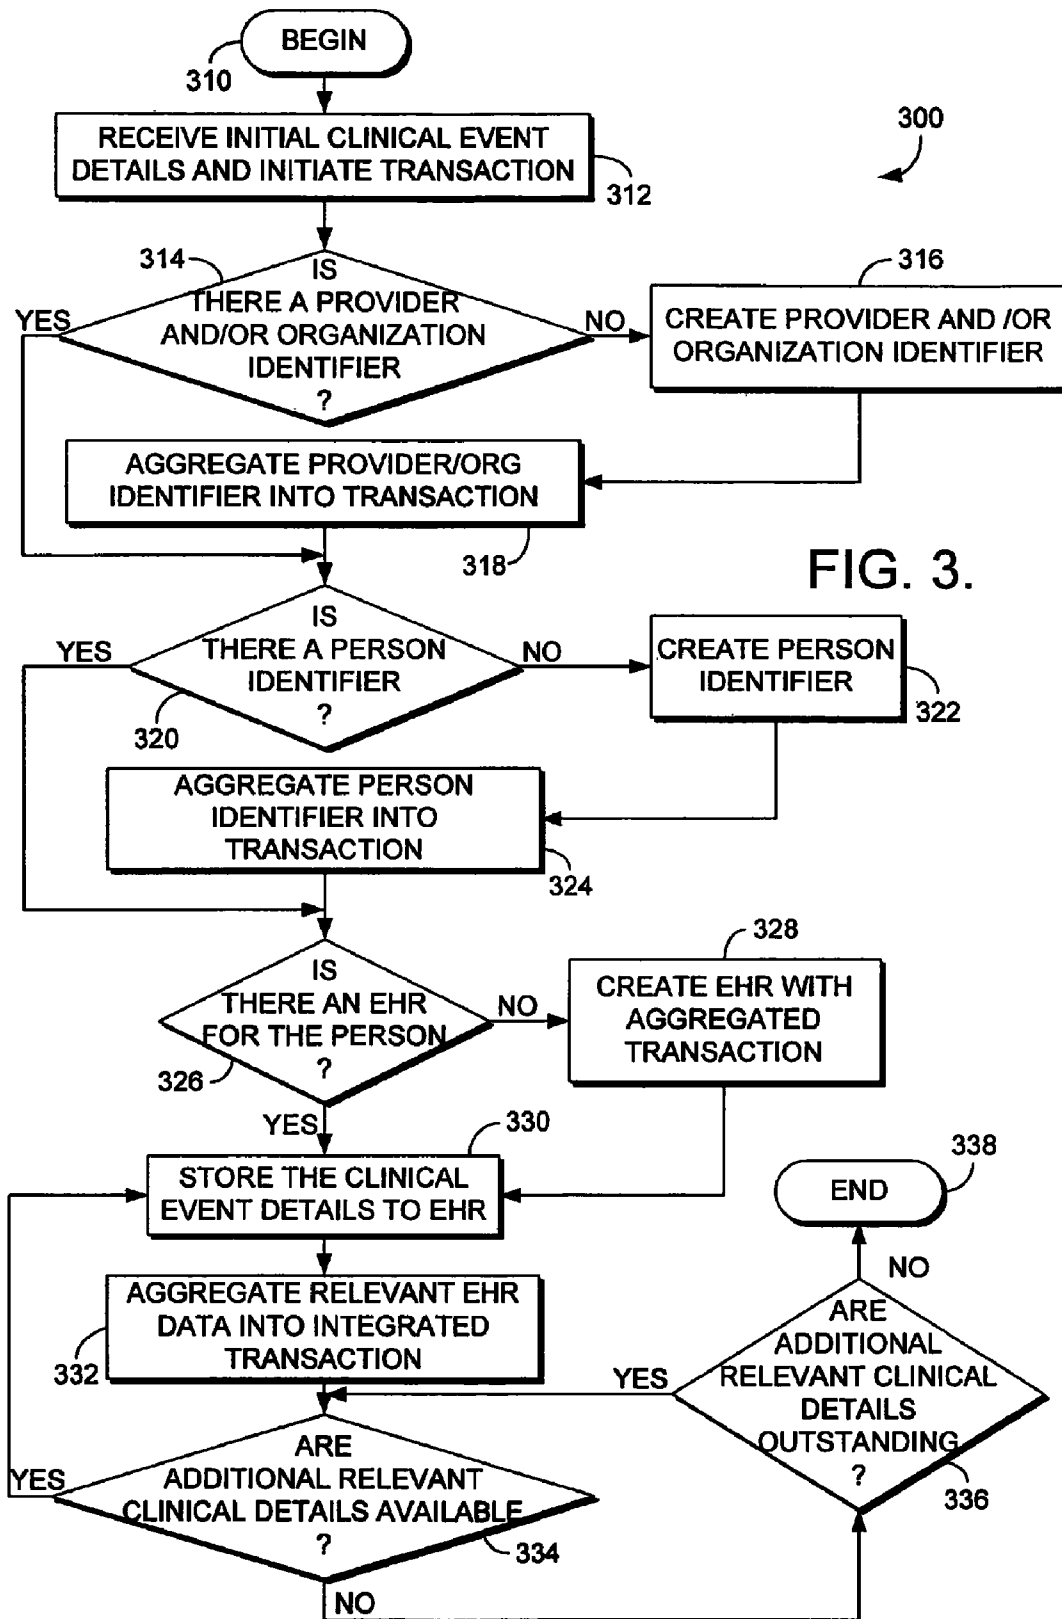 BEGIN
310
RECEIVE INITIAL CLINICAL EVENT
DETAILS AND INITIATE TRANSACTION
312
300
314
IS
THERE A PROVIDER
AND/OR ORGANIZATION
IDENTIFIER
?
YES
NO
316
CREATE PROVIDER AND /OR
ORGANIZATION IDENTIFIER
AGGREGATE PROVIDER/ORG
IDENTIFIER INTO TRANSACTION
318
FIG. 3.
IS
THERE A PERSON
IDENTIFIER
?
YES
NO
320
CREATE PERSON
IDENTIFIER
322
AGGREGATE PERSON
IDENTIFIER INTO
TRANSACTION
324
IS
THERE AN EHR
FOR THE PERSON
?
326
NO
328
CREATE EHR WITH
AGGREGATED
TRANSACTION
YES
330
STORE THE CLINICAL
EVENT DETAILS TO EHR
END
338
AGGREGATE RELEVANT EHR
DATA INTO INTEGRATED
TRANSACTION
332
NO
ARE
ADDITIONAL
RELEVANT CLINICAL
DETAILS
OUTSTANDING
?
YES
336
ARE
ADDITIONAL RELEVANT
CLINICAL DETAILS AVAILABLE
?
YES
334
NO